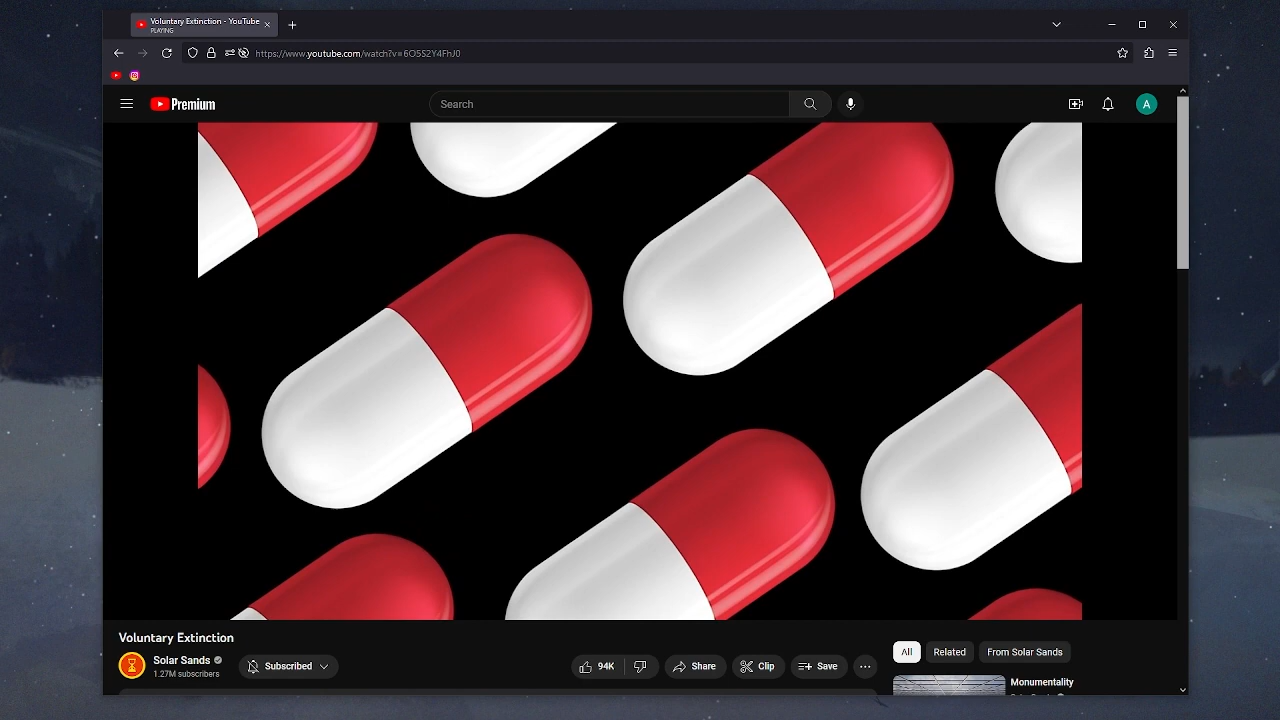 Voluntary Extinction - YouTube
PLAYING
https://www.youtube.com/watch?v=6O5S2Y4FhJ0
Premium
Search
A
Voluntary Extinction
Solar Sands
1.27M subscribers
Subscribed
94K
Share
Clip
Save
All
Related
From Solar Sands
Monumentality